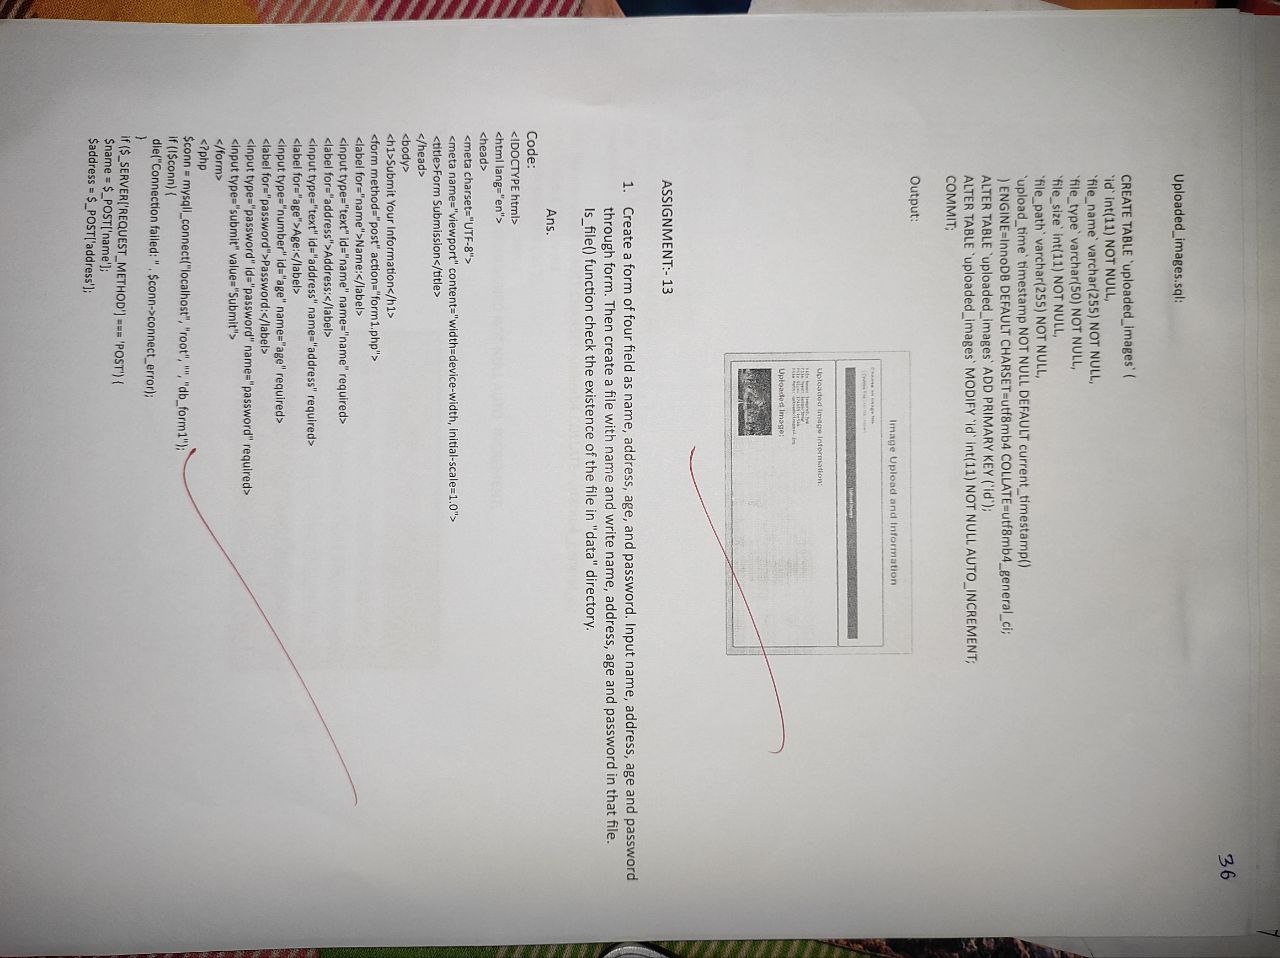 36
Uploaded_images.sql:
CREATE TABLE `uploaded_images` (
`id` int(11) NOT NULL,
`file_name` varchar(255) NOT NULL,
`file_type` varchar(50) NOT NULL,
`file_size` int(11) NOT NULL,
`file_path` varchar(255) NOT NULL,
`upload_time` timestamp NOT NULL DEFAULT current_timestamp()
) ENGINE=InnoDB DEFAULT CHARSET=utf8mb4 COLLATE=utf8mb4_general_ci;
ALTER TABLE `uploaded_images` ADD PRIMARY KEY (`id`);
ALTER TABLE `uploaded_images` MODIFY `id` int(11) NOT NULL AUTO_INCREMENT;
COMMIT;
Output:
Image Upload and Information
Uploaded Image Information:
Uploaded Image:
ASSIGNMENT:- 13
1. Create a form of four field as name, address, age, and password. Input name, address, age and password
through form. Then create a file with name and write name, address, age and password in that file.
Is_file() function check the existence of the file in "data" directory.
Ans.
Code:
<!DOCTYPE html>
<html lang="en">
<head>
<meta charset="UTF-8">
<meta name="viewport" content="width=device-width, initial-scale=1.0">
<title>Form Submission</title>
</head>
<body>
<h1>Submit Your Information</h1>
<form method="post" action="form1.php">
<label for="name">Name:</label>
<input type="text" id="name" name="name" required>
<label for="address">Address:</label>
<input type="text" id="address" name="address" required>
<label for="age">Age:</label>
<input type="number" id="age" name="age" required>
<label for="password">Password:</label>
<input type="password" id="password" name="password" required>
<input type="submit" value="Submit">
</form>
<?php
$conn = mysqli_connect("localhost", "root", "", "db_form1");
if (!$conn) {
die("Connection failed:" . $conn->connect_error);
}
if ($_SERVER['REQUEST_METHOD'] === 'POST') {
$name = $_POST['name'];
$address = $_POST['address'];